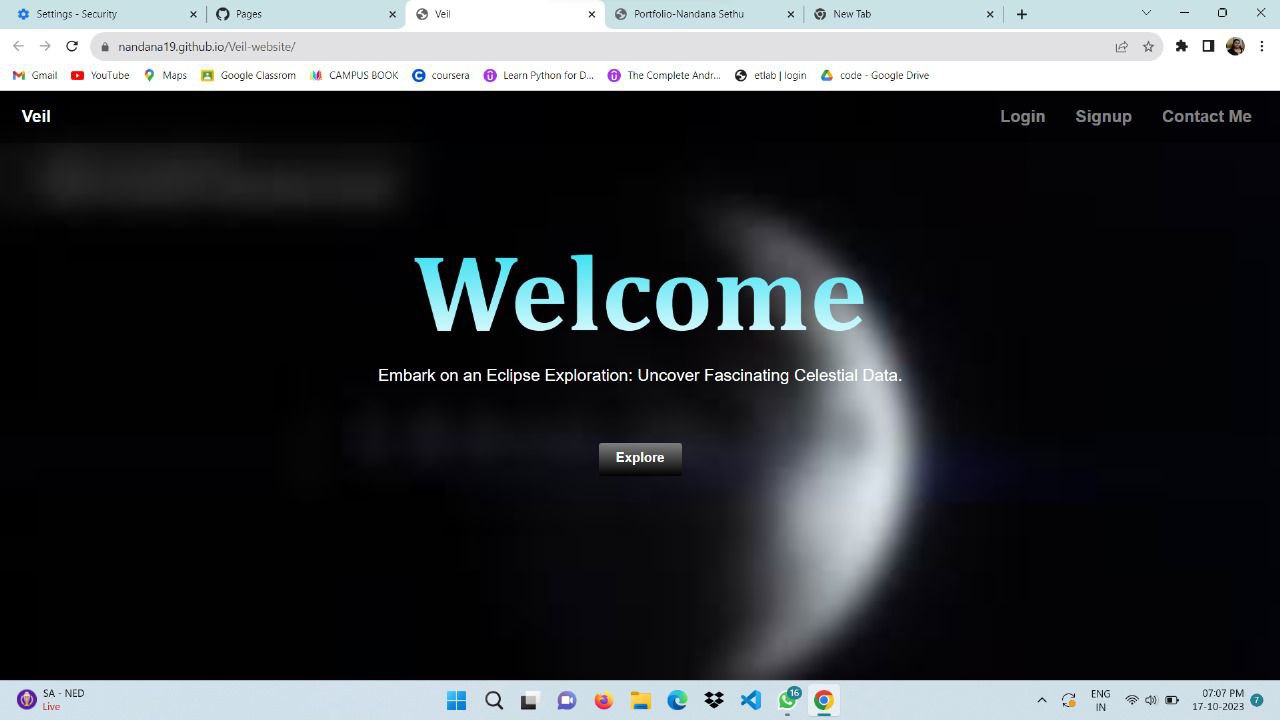 Settings - Security
Pages
Veil
Portfolio-Nandana Sethu
New Tab
nandana19.github.io/Veil-website/
Gmail
YouTube
Maps
Google Classrom
CAMPUS BOOK
coursera
Learn Python for D...
The Complete Andr...
etlab | login
code - Google Drive
Veil
Login
Signup
Contact Me
Welcome
Embark on an Eclipse Exploration: Uncover Fascinating Celestial Data.
Explore
SA - NED
Live
16
ENG
IN
07:07 PM
17-10-2023
7